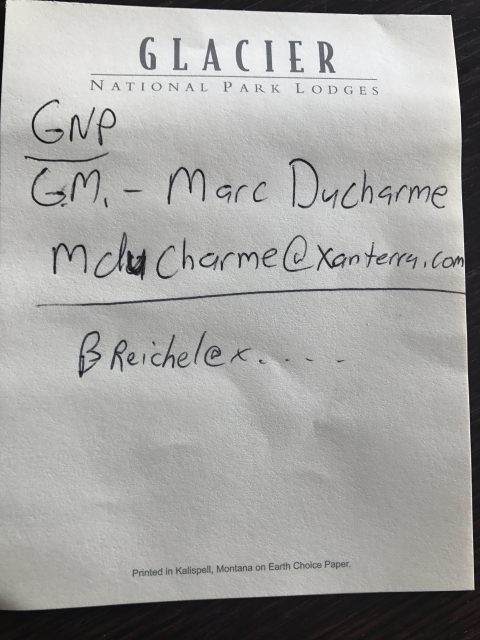 GLACIER
NATIONAL PARK LODGES
GNP
G.M. - Marc Ducharme
Mducharme@xanterra.com
BReichel@x. . . . .
Printed in Kalispell, Montana on Earth Choice Paper.